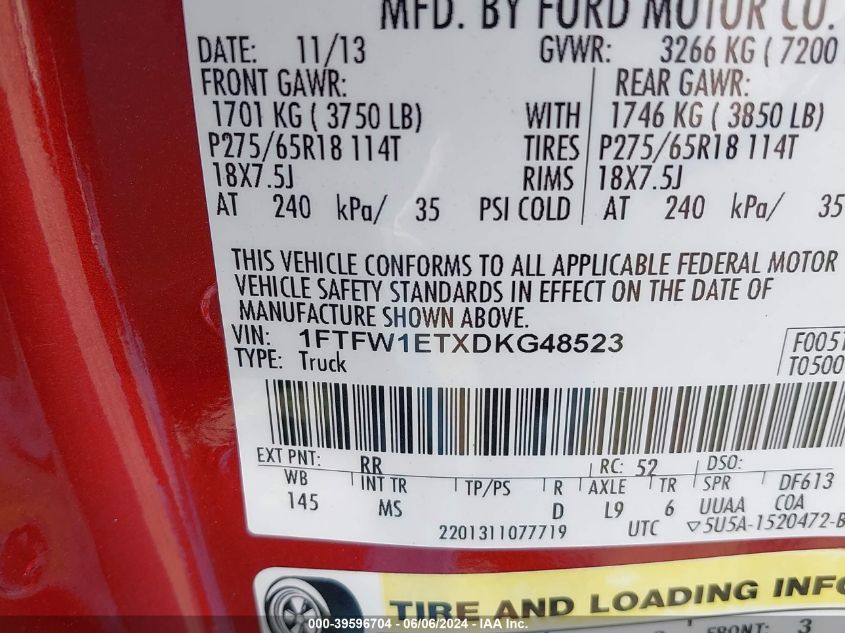 MFD. BY FORD MOTOR CO.
DATE: 11/13 GVWR: 3266 KG ( 7200
FRONT GAWR: REAR GAWR:
1701 KG ( 3750 LB) WITH 1746 KG ( 3850 LB)
P275/65R18 114T TIRES P275/65R18 114T
18X7.5J RIMS 18X7.5J
AT 240 kPa/ 35 PSI COLD AT 240 kPa/ 35
THIS VEHICLE CONFORMS TO ALL APPLICABLE FEDERAL MOTOR
VEHICLE SAFETY STANDARDS IN EFFECT ON THE DATE OF
MANUFACTURE SHOWN ABOVE.
VIN: 1FTFW1ETXDKG48523 F0051
TYPE: Truck T0500
EXT PNT: RR RC: 52 DSO:
WB INT TR TP/PS R AXLE TR SPR DF613
145 MS D L9 6 UUAA COA
2201311077719 UTC ▽5U5A-1520472-B
TIRE AND LOADING INFO
FRONT: 3
000-39596704 - 06/06/2024 - IAA Inc.